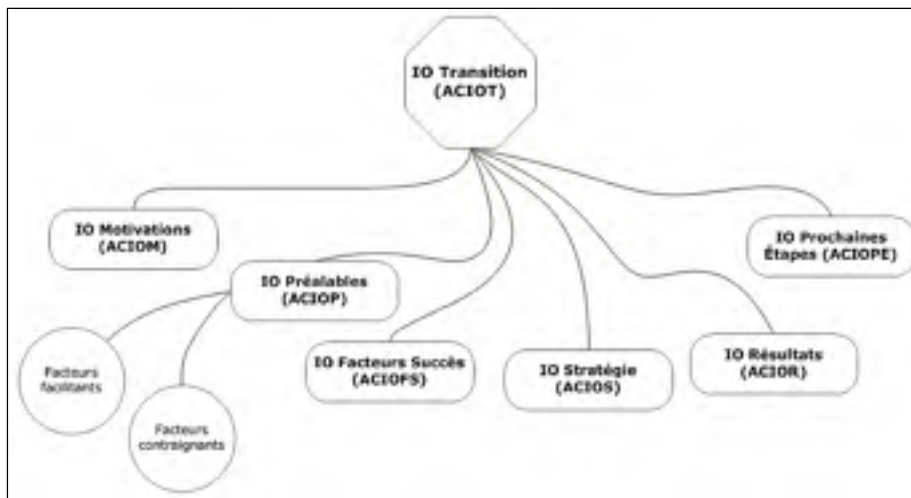 IO Transition
(ACIOT)
IO Motivations
(ACIOM)
IO Prochaines
Étapes (ACIOPE)
IO Préalables
(ACIOP)
IO Facteurs Succès
(ACIOFS)
IO Stratégie
(ACIOS)
IO Résultats
(ACIOR)
Facteurs
facilitants
Facteurs
contraignants